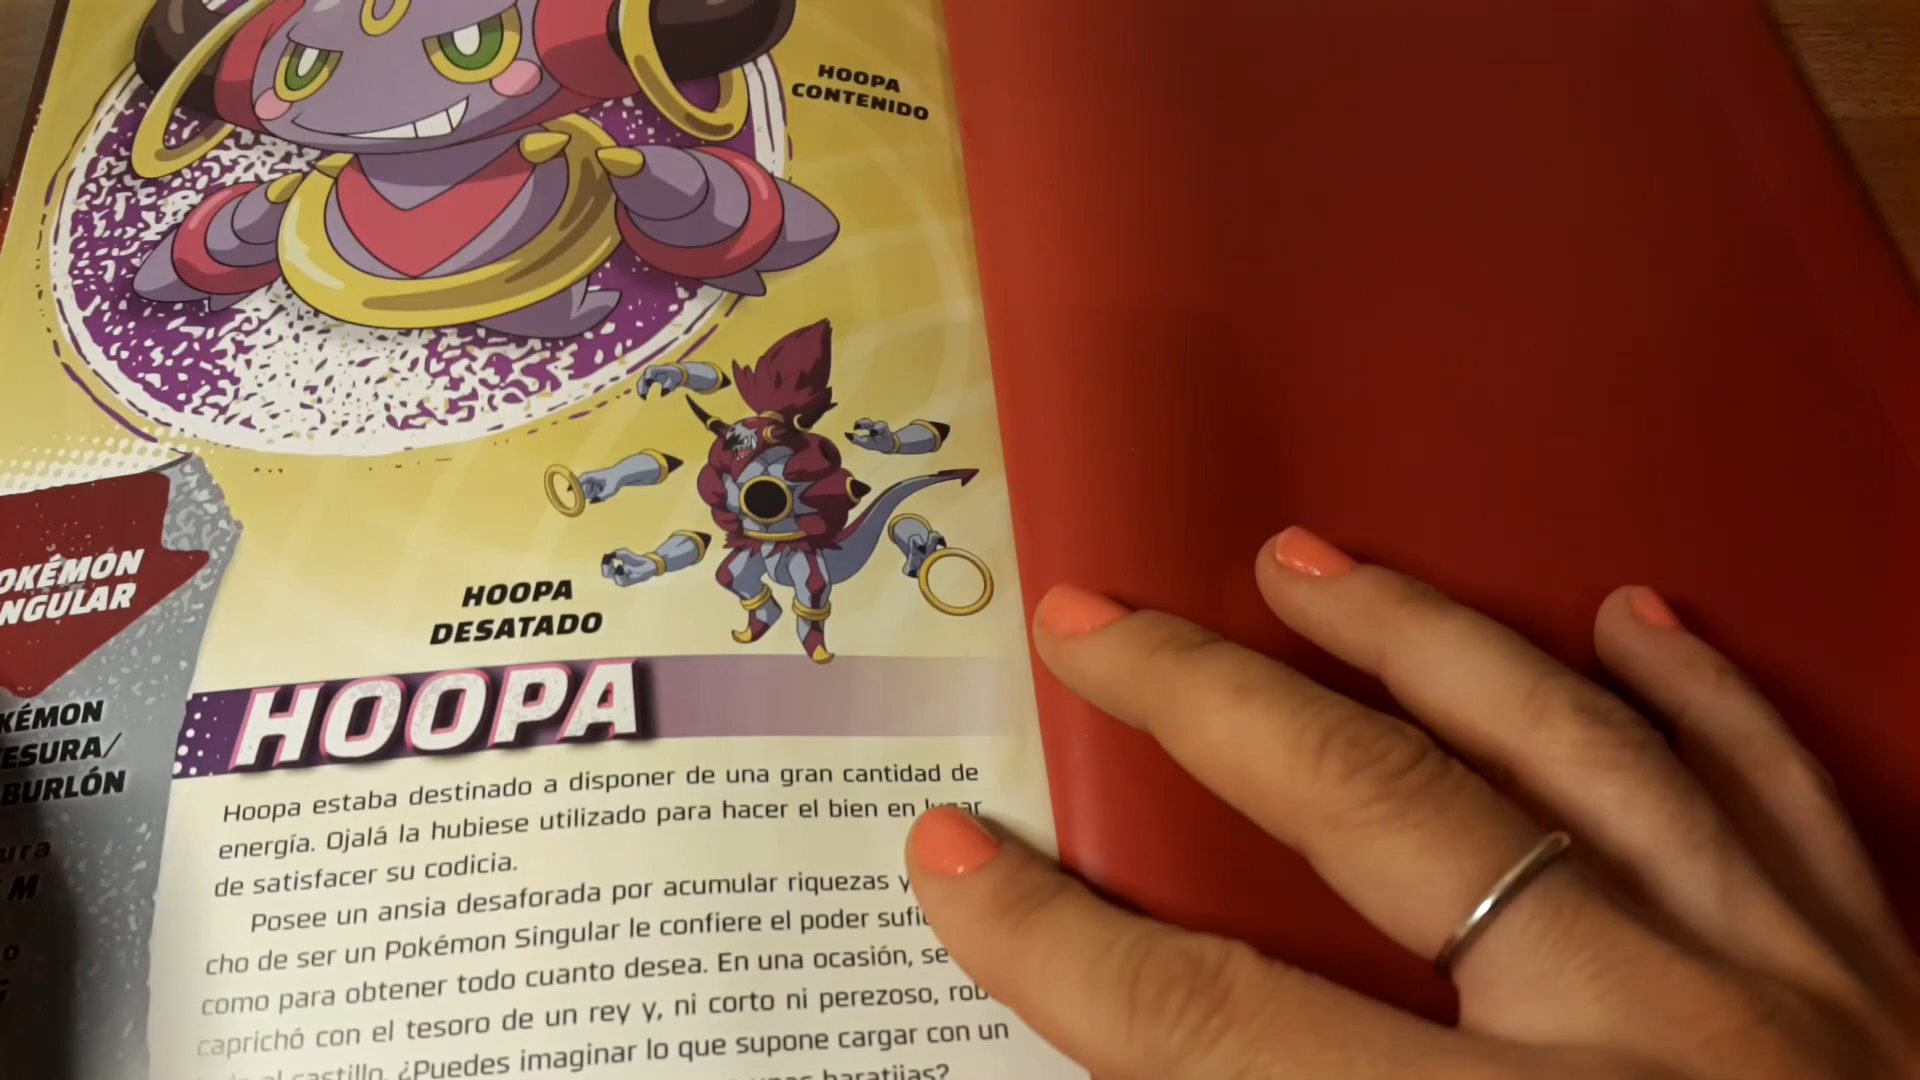 HOOPA
CONTENIDO
HOOPA
DESATADO
HOOPA
Hoopa estaba destinado a disponer de una gran cantidad de
energía. Ojalá la hubiese utilizado para hacer el bien en lugar
de satisfacer su codicia.
Posee un ansia desaforada por acumular riquezas y
cho de ser un Pokémon Singular le confiere el poder
como para obtener todo cuanto desea. En una ocasión, se
caprichó con el tesoro de un rey y, ni corto ni perezoso,
castillo. ¿Puedes imaginar lo que supone cargar con un
baratijas?
OKÉMON
NGULAR
KÉMON
ESURA/
BURLÓN
ura
M
o